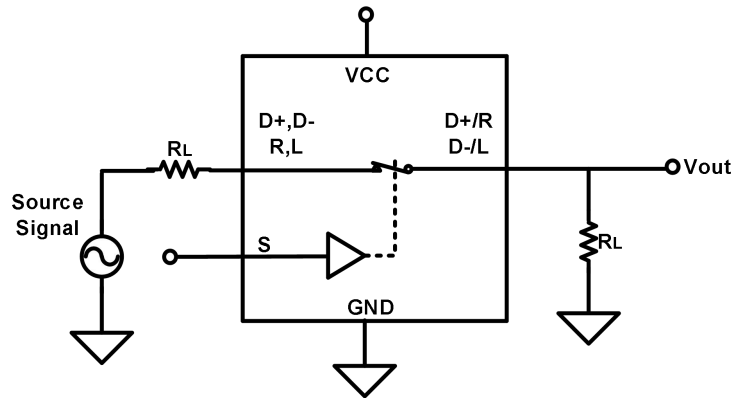 VCC
D+,D-
R,L
D+/R
D-/L
RL
Vout
Source
Signal
S
RL
GND